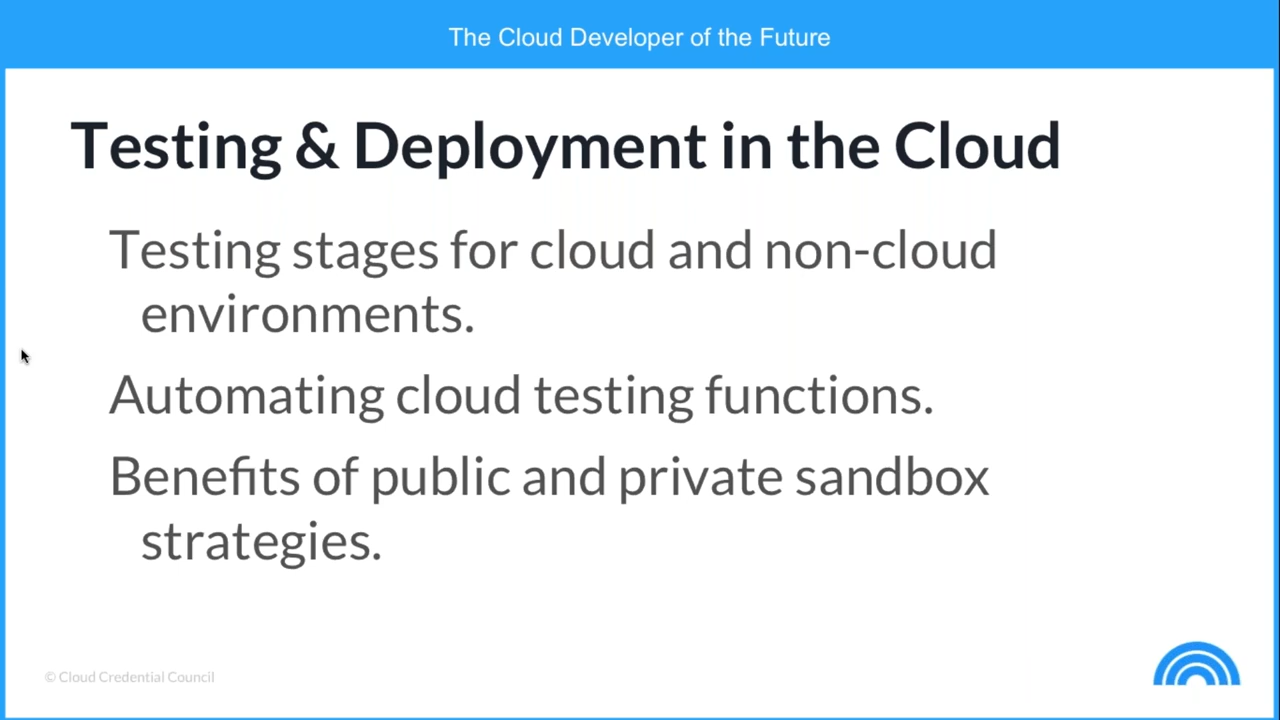 The Cloud Developer of the Future
Testing & Deployment in the Cloud
Testing stages for cloud and non-cloud
environments.
Automating cloud testing functions.
Benefits of public and private sandbox
strategies.
© Cloud Credential Council